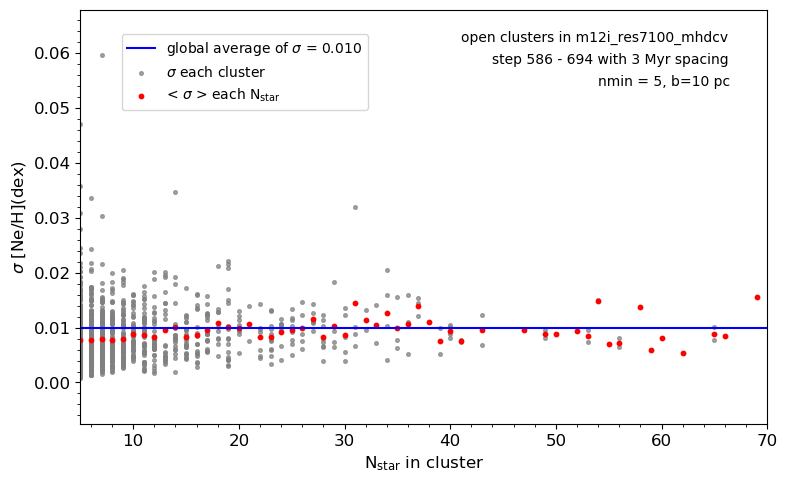 global average of σ = 0.010
σ each cluster
< σ > each Nstar
open clusters in m12i_res7100_mhdcv
step 586 - 694 with 3 Myr spacing
nmin = 5, b=10 pc
σ [Ne/H](dex)
0.06
0.05
0.04
0.03
0.02
0.01
0.00
10 20 30 40 50 60 70
Nstar in cluster